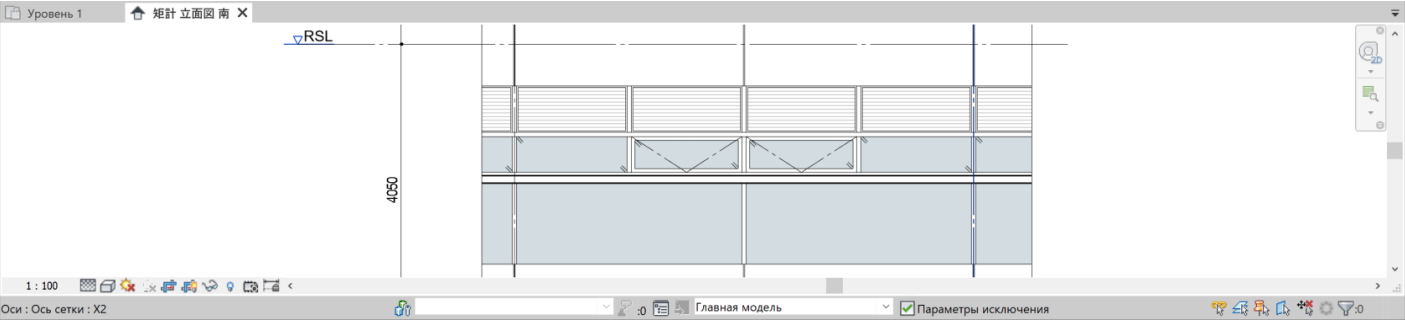 Уровень 1
矩計 立面図 南
RSL
2D
4050
1 : 100
Оси : Ось сетки : X2
:0
Главная модель
Параметры исключения
:0